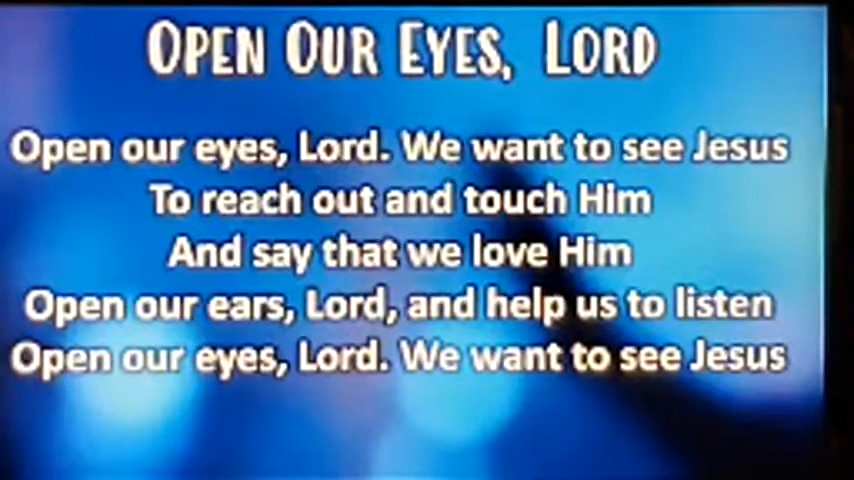 OPEN OUR EYES, LORD
Open our eyes, Lord. We want to see Jesus
To reach out and touch Him
And say that we love Him
Open our ears, Lord, and help us to listen
Open our eyes, Lord. We want to see Jesus